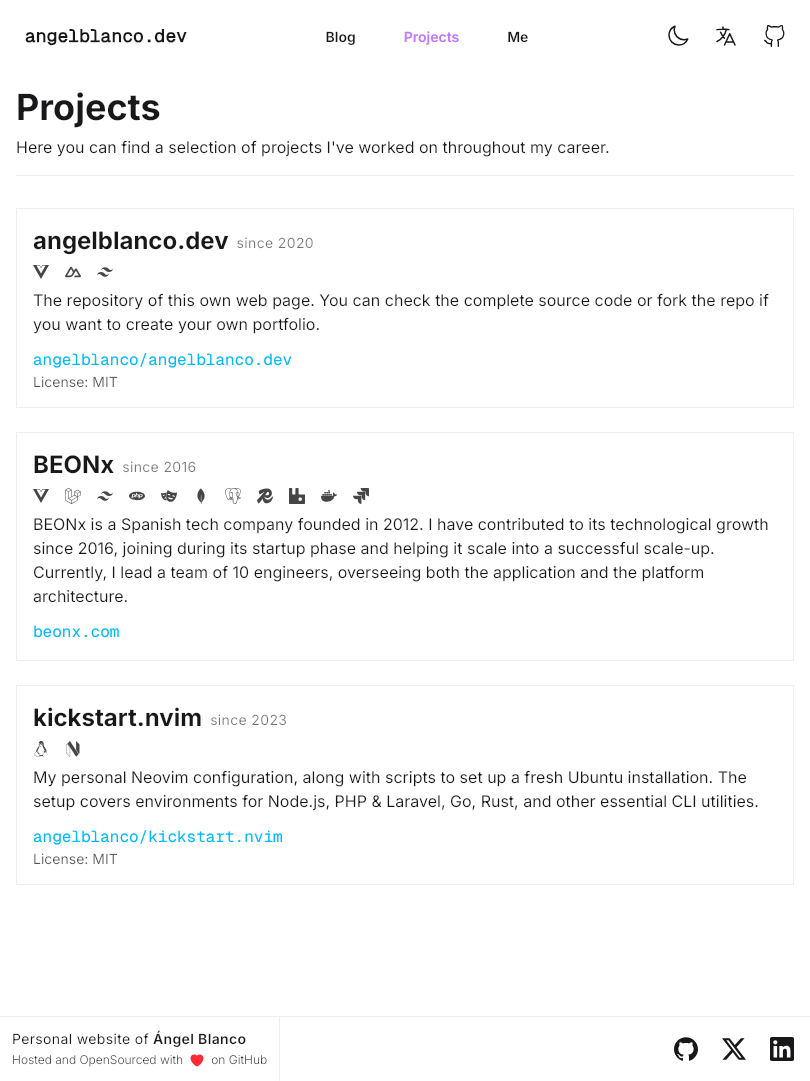 angelblanco.dev
Blog
Projects
Me
Projects
Here you can find a selection of projects I've worked on throughout my career.
angelblanco.dev since 2020
The repository of this own web page. You can check the complete source code or fork the repo if
you want to create your own portfolio.
angelblanco/angelblanco.dev
License: MIT
BEONx since 2016
php
BEONx is a Spanish tech company founded in 2012. I have contributed to its technological growth
since 2016, joining during its startup phase and helping it scale into a successful scale-up.
Currently, I lead a team of 10 engineers, overseeing both the application and the platform
architecture.
beonx.com
kickstart.nvim since 2023
My personal Neovim configuration, along with scripts to set up a fresh Ubuntu installation. The
setup covers environments for Node.js, PHP & Laravel, Go, Rust, and other essential CLI utilities.
angelblanco/kickstart.nvim
License: MIT
Personal website of Ángel Blanco
Hosted and OpenSourced with ❤️ on GitHub